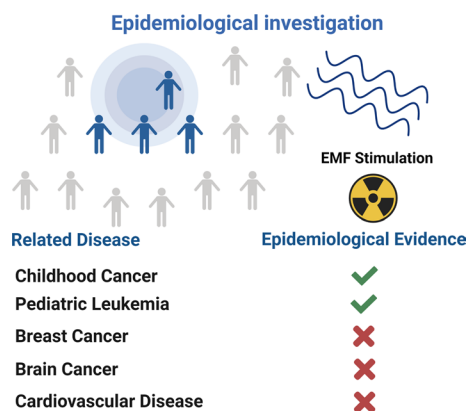 Epidemiological investigation
EMF Stimulation
Related Disease
Epidemiological Evidence
Childhood Cancer
Pediatric Leukemia
Breast Cancer
Brain Cancer
Cardiovascular Disease